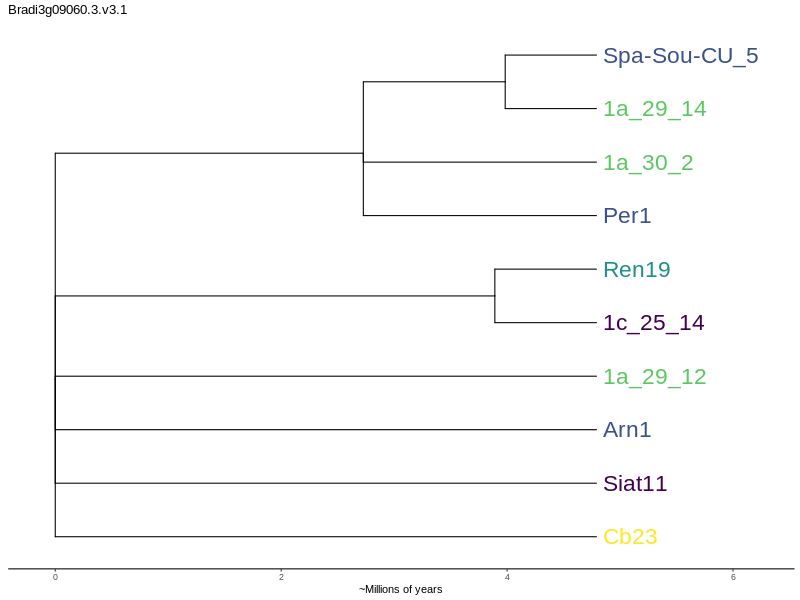 Bradi3g09060.3.v3.1
Spa-Sou-CU_5
1a_29_14
1a_30_2
Per1
Ren19
1c_25_14
1a_29_12
Arn1
Siat11
Cb23
0 2 4 6
~Millions of years